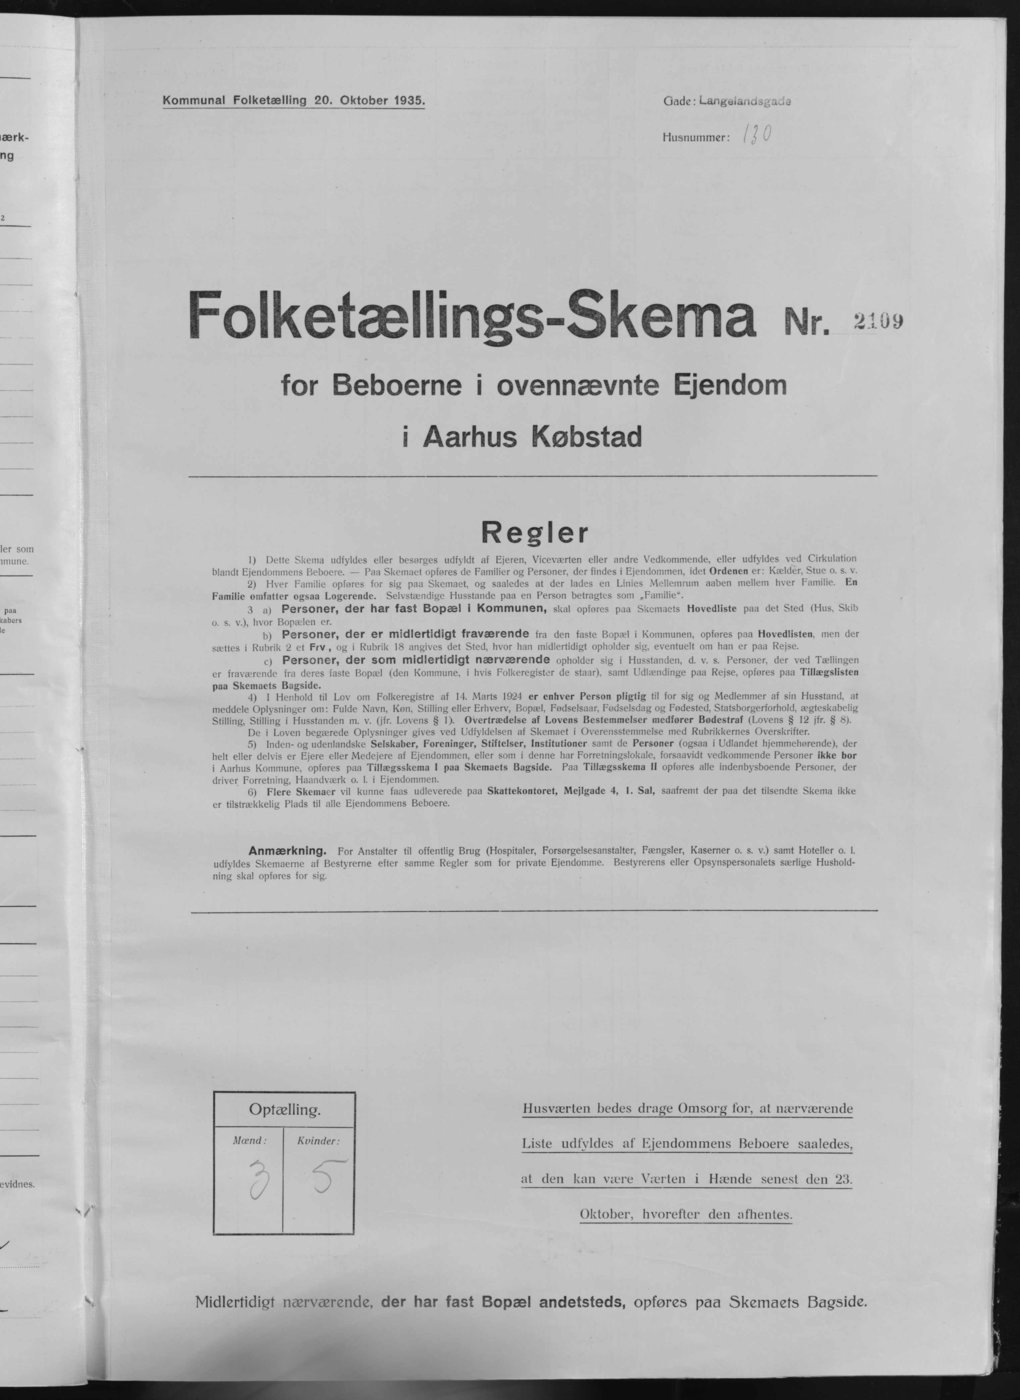 Kommunal Folketælling 20. Oktober 1935.
Gade: Langelandsgade
Husnummer: 130
Folketællings-Skema Nr. 2109
for Beboerne i ovennævnte Ejendom
i Aarhus Købstad
Regler
1) Dette Skema udfyldes eller besørges udfyldt af Ejeren, Viceværten eller andre Vedkommende, eller udfyldes ved Cirkulation
blandt Ejendommens Beboere. — Paa Skemaet opføres de Familier og Personer, der findes i Ejendommen, idet Ordenen er: Kælder, Stue o. s. v.
2) Hver Familie opføres for sig paa Skemaet, og saaledes at der lades en Linies Mellemrum aaben mellem hver Familie. En
Familie omfatter ogsaa Logerende. Selvstændige Husstande paa en Person betragtes som „Familie“.
3 a) Personer, der har fast Bopæl i Kommunen, skal opføres paa Skemaets Hovedliste paa det Sted (Hus, Skib
o. s. v.), hvor Bopælen er.
b) Personer, der er midlertidigt fraværende fra den faste Bopæl i Kommunen, opføres paa Hovedlisten, men der
sættes i Rubrik 2 et Frv, og i Rubrik 18 angives det Sted, hvor han midlertidigt opholder sig, eventuelt om han er paa Rejse.
c) Personer, der som midlertidigt nærværende opholder sig i Husstanden, d. v. s. Personer, der ved Tællingen
er fraværende fra deres faste Bopæl (den Kommune, i hvis Folkeregister de staar), samt Udlændinge paa Rejse, opføres paa Tillægslisten
paa Skemaets Bagside.
4) I Henhold til Lov om Folkeregistre af 14. Marts 1924 er enhver Person pligtig til for sig og Medlemmer af sin Husstand, at
meddele Oplysninger om: Fulde Navn, Køn, Stilling eller Erhverv, Bopæl, Fødselsaar, Fødselsdag og Fødested, Statsborgerforhold, ægteskabelig
Stilling, Stilling i Husstanden m. v. (jfr. Lovens § 1). Overtrædelse af Lovens Bestemmelser medfører Bødestraf (Lovens § 12 jfr. § 8).
De i Loven begærede Oplysninger gives ved Udfyldelsen af Skemaet i Overensstemmelse med Rubrikkernes Overskrifter.
5) Inden- og udenlandske Selskaber, Foreninger, Stiftelser, Institutioner samt de Personer (ogsaa i Udlandet hjemmehørende), der
helt eller delvis er Ejere eller Medejere af Ejendommen, eller som i denne har Forretningslokale, forsaavidt vedkommende Personer ikke bor
i Aarhus Kommune, opføres paa Tillægsskema I paa Skemaets Bagside. Paa Tillægsskema II opføres alle indenbysboende Personer, der
driver Forretning, Haandværk o. l. i Ejendommen.
6) Flere Skemaer vil kunne faas udleverede paa Skattekontoret, Mejlgade 4, 1. Sal, saafremt der paa det tilsendte Skema ikke
er tilstrækkelig Plads til alle Ejendommens Beboere.
Anmærkning. For Anstalter til offentlig Brug (Hospitaler, Forsørgelsesanstalter, Fængsler, Kaserner o. s. v.) samt Hoteller o. l.
udfyldes Skemaerne af Bestyrerne efter samme Regler som for private Ejendomme. Bestyrerens eller Opsynspersonalets særlige Hushold-
ning skal opføres for sig.
Optælling.
Mænd: Kvinder:
3 5
Husværten bedes drage Omsorg for, at nærværende
Liste udfyldes af Ejendommens Beboere saaledes,
at den kan være Værten i Hænde senest den 23.
Oktober, hvorefter den afhentes.
Midlertidigt nærværende, der har fast Bopæl andetsteds, opføres paa Skemaets Bagside.